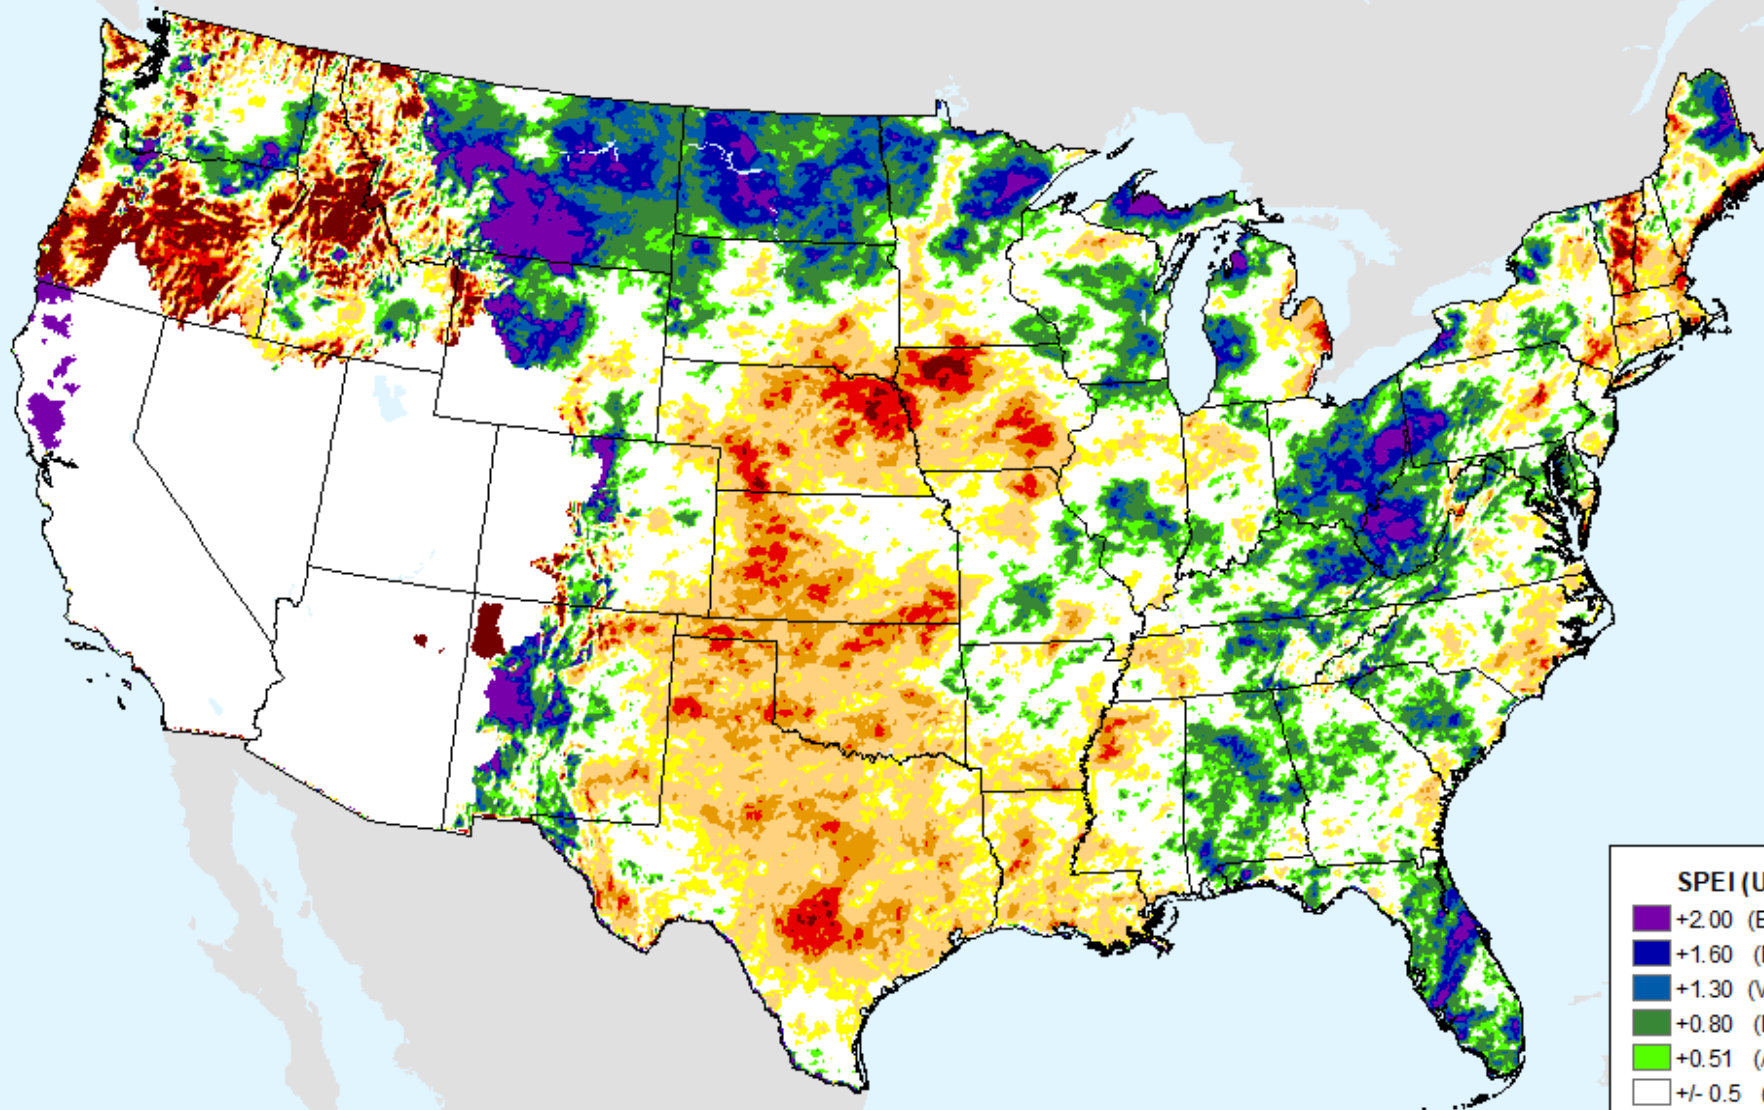 SPEI (U
+2.00 (E
+1.60 (
+1.30 (V
+0.80 (
+0.51 (/
+/- 0.5 (